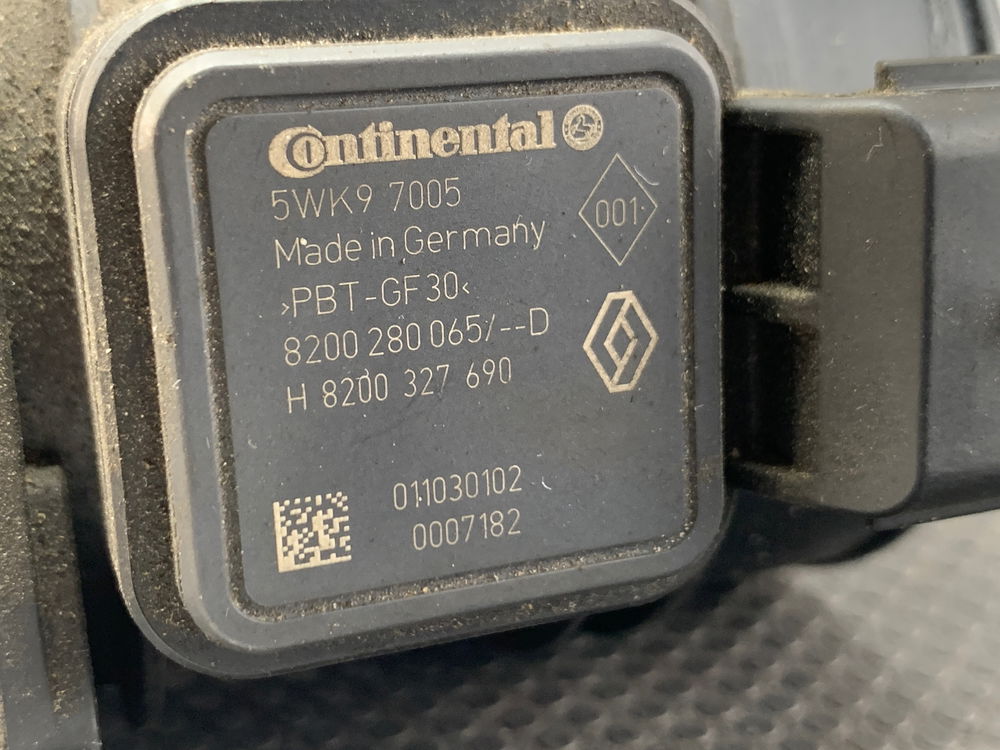 Continental
5WK9 7005
001
Made in Germany
>PBT-GF30<
8200 280 065/--D
H 8200 327 690
011030102
0007182